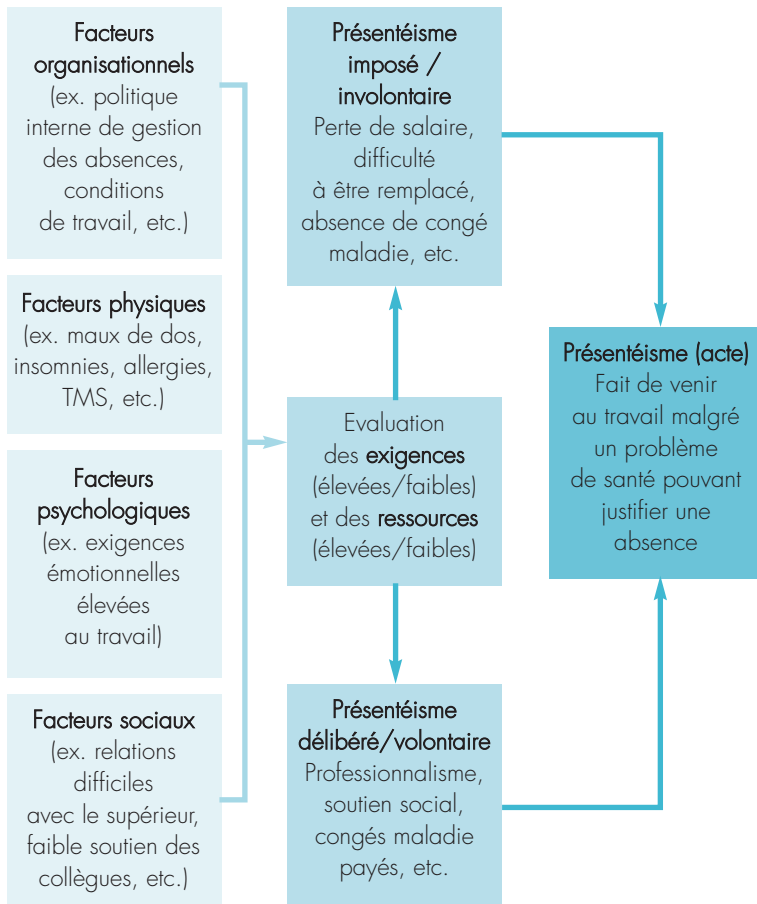 Facteurs
organisationnels
(ex. politique
interne de gestion
des absences,
conditions
de travail, etc.)
Facteurs physiques
(ex. maux de dos,
insomnies, allergies,
TMS, etc.)
Facteurs
psychologiques
(ex. exigences
émotionnelles
élevées
au travail)
Facteurs sociaux
(ex. relations
difficiles
avec le supérieur,
faible soutien des
collègues, etc.)
Présentéisme
imposé /
involontaire
Perte de salaire,
difficulté
à être remplacé,
absence de congé
maladie, etc.
Evaluation
des exigences
(élevées/faibles)
et des ressources
(élevées/faibles)
Présentéisme
délibéré/volontaire
Professionnalisme,
soutien social,
congés maladie
payés, etc.
Présentéisme (acte)
Fait de venir
au travail malgré
un problème
de santé pouvant
justifier une
absence